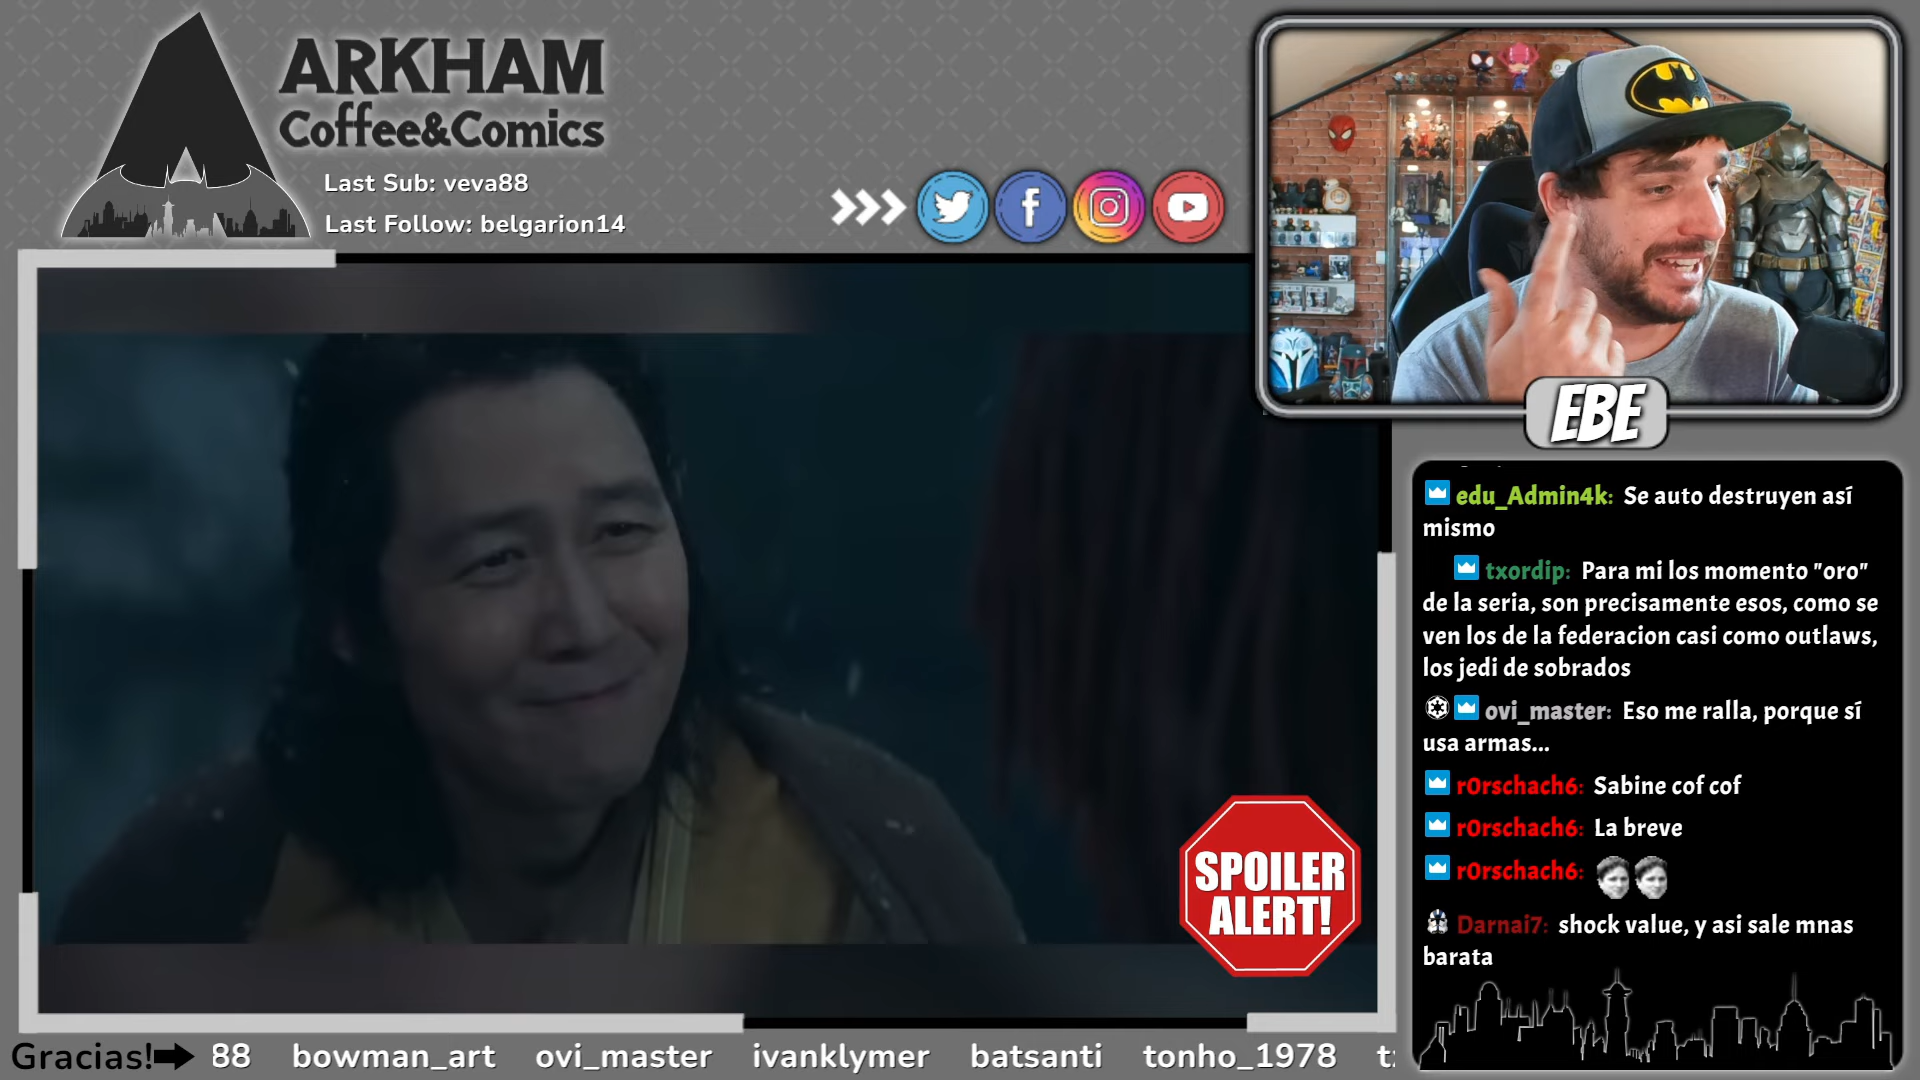 ARKHAM
Coffee&Comics
Last Sub: veva88
Last Follow: belgarion14
EBE
edu_Admin4k: Se auto destruyen así
mismo
txordip: Para mi los momento "oro"
de la seria, son precisamente esos, como se
ven los de la federacion casi como outlaws,
los jedi de sobrados
ovi_master: Eso me ralla, porque sí
usa armas...
r0rschach6: Sabine cof cof
r0rschach6: La breve
r0rschach6:
Darnai7: shock value, y asi sale mnas
barata
SPOILER
ALERT!
Gracias! 88 bowman_art ovi_master ivanklymer batsanti tonho_1978